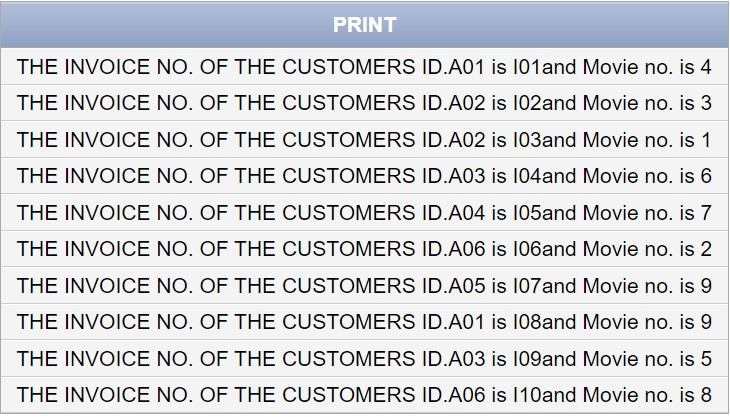 PRINT
THE INVOICE NO. OF THE CUSTOMERS ID.A01 is I01and Movie no. is 4
THE INVOICE NO. OF THE CUSTOMERS ID.A02 is I02and Movie no. is 3
THE INVOICE NO. OF THE CUSTOMERS ID.A02 is I03and Movie no. is 1
THE INVOICE NO. OF THE CUSTOMERS ID.A03 is I04and Movie no. is 6
THE INVOICE NO. OF THE CUSTOMERS ID.A04 is I05and Movie no. is 7
THE INVOICE NO. OF THE CUSTOMERS ID.A06 is I06and Movie no. is 2
THE INVOICE NO. OF THE CUSTOMERS ID.A05 is I07and Movie no. is 9
THE INVOICE NO. OF THE CUSTOMERS ID.A01 is I08and Movie no. is 9
THE INVOICE NO. OF THE CUSTOMERS ID.A03 is I09and Movie no. is 5
THE INVOICE NO. OF THE CUSTOMERS ID.A06 is I10and Movie no. is 8